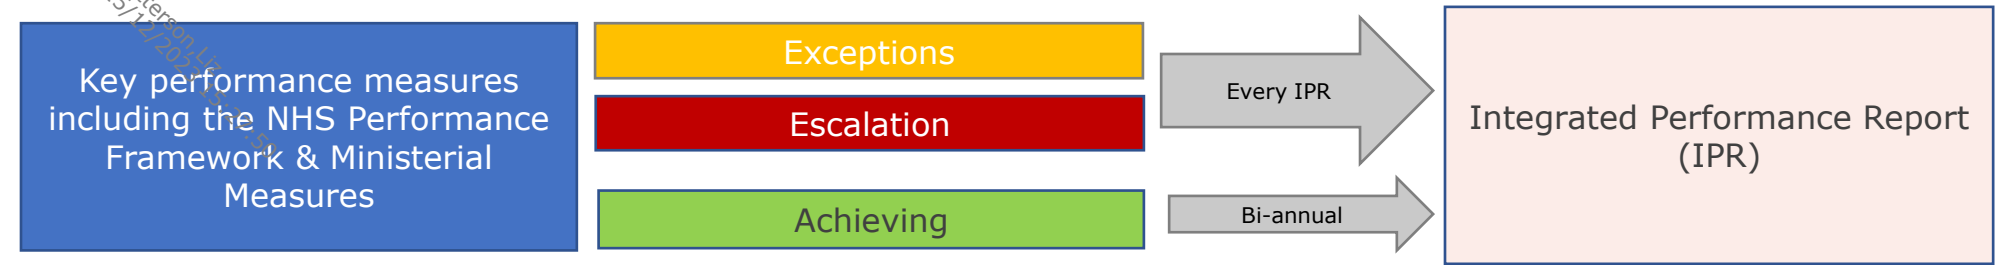 Key performance measures
including the NHS Performance
Framework & Ministerial
Measures
Exceptions
Escalation
Achieving
Every IPR
Bi-annual
Integrated Performance Report
(IPR)